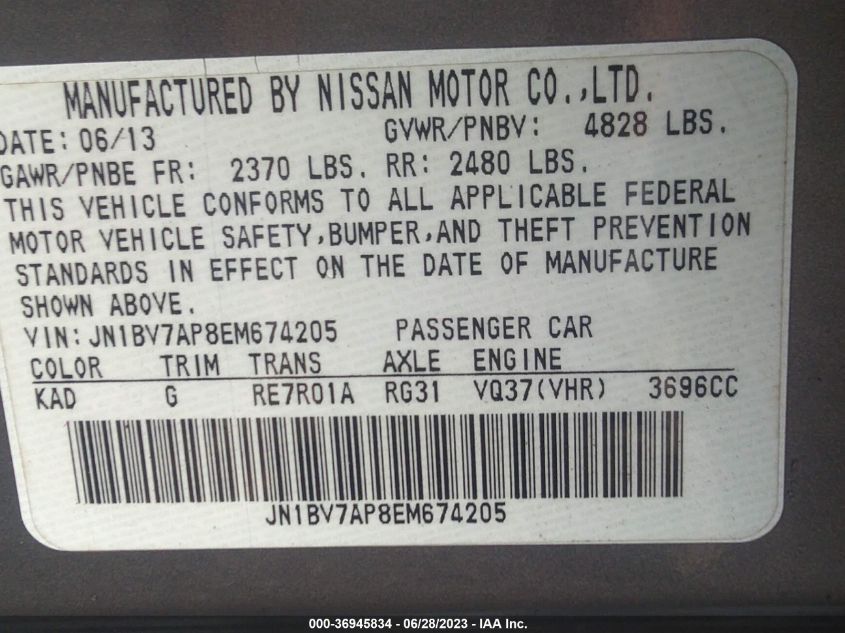 MANUFACTURED BY NISSAN MOTOR CO.,LTD.
DATE: 06/13 GVWR/PNBV: 4828 LBS.
GAWR/PNBE FR: 2370 LBS. RR: 2480 LBS.
THIS VEHICLE CONFORMS TO ALL APPLICABLE FEDERAL
MOTOR VEHICLE SAFETY,BUMPER,AND THEFT PREVENTION
STANDARDS IN EFFECT ON THE DATE OF MANUFACTURE
SHOWN ABOVE.
VIN: JN1BV7AP8EM674205 PASSENGER CAR
COLOR TRIM TRANS AXLE ENGINE
KAD G RE7R01A RG31 VQ37(VHR) 3696CC
JN1BV7AP8EM674205
000-36945834 - 06/28/2023 - IAA Inc.